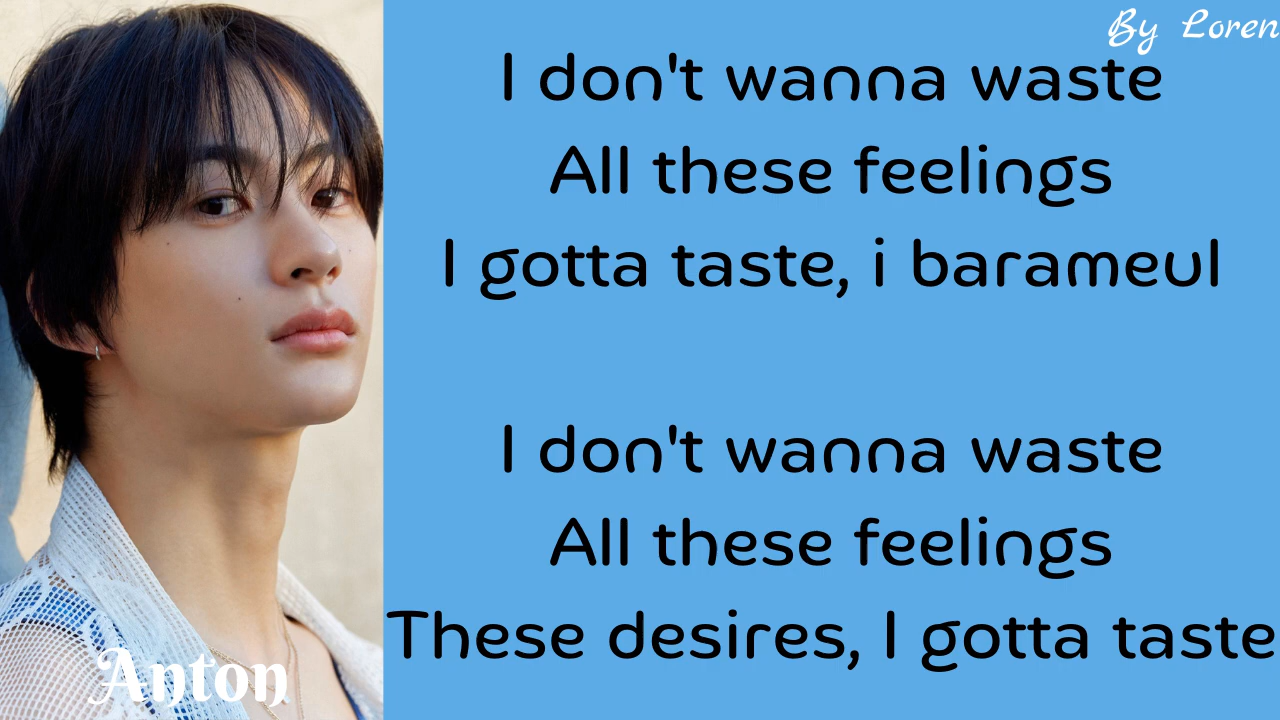 By Loren
I don't wanna waste
All these feelings
I gotta taste, i barameul
I don't wanna waste
All these feelings
These desires, I gotta taste
Anton